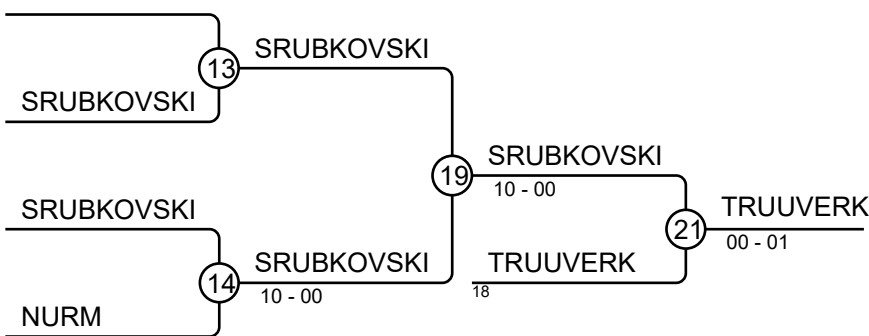 SRUBKOVSKI
13
SRUBKOVSKI
SRUBKOVSKI
19
10 - 00
SRUBKOVSKI
TRUUVERK
21
00 - 01
SRUBKOVSKI
14
10 - 00
TRUUVERK
18
NURM